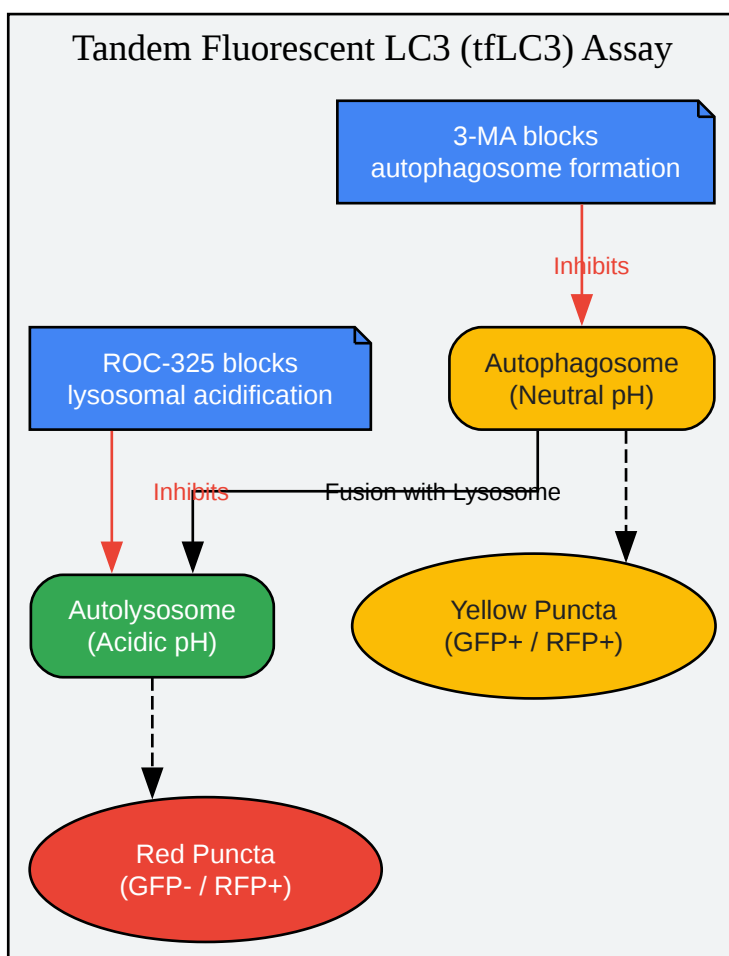 Tandem Fluorescent LC3 (tfLC3) Assay
3-MA blocks
autophagosome formation
Inhibits
ROC-325 blocks
lysosomal acidification
Autophagosome
(Neutral pH)
Inhibits
Fusion with Lysosome
Autolysosome
(Acidic pH)
Yellow Puncta
(GFP+ / RFP+)
Red Puncta
(GFP- / RFP+)